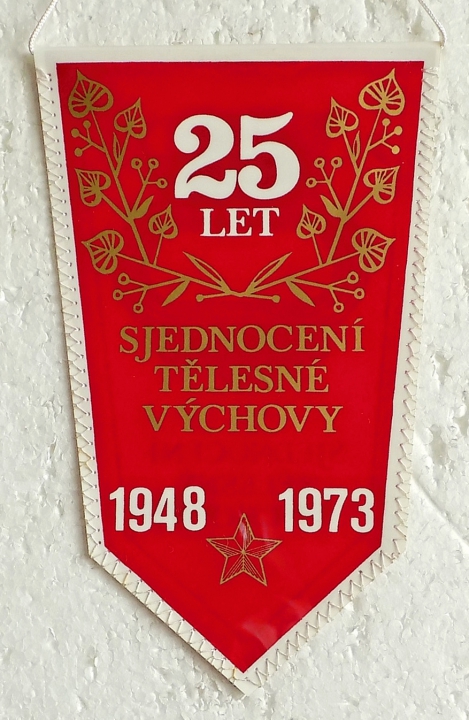 25
LET
SJEDNOCENÍ
TĚLESNÉ
VÝCHOVY
1948 1973